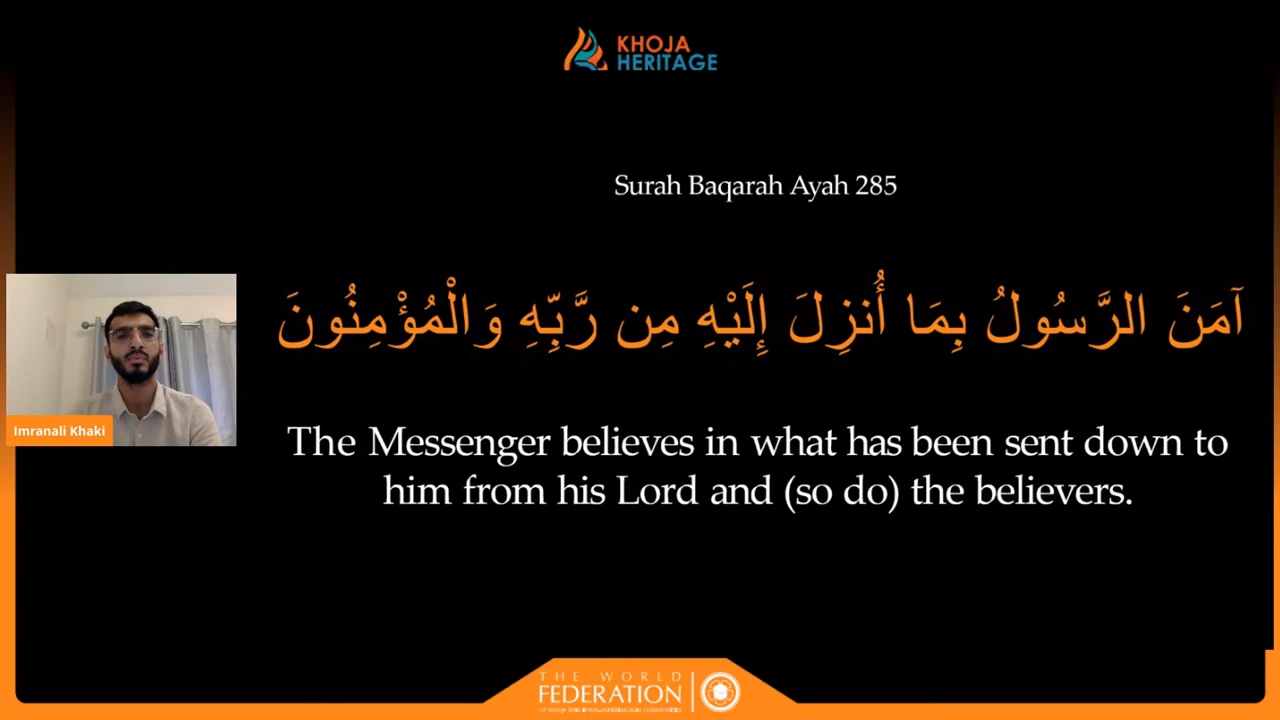 KHOJA
HERITAGE
Surah Baqarah Ayah 285
آمَنَ الرَّسُولُ بِمَا أُنزِلَ إِلَيْهِ مِن رَّبِّهِ وَالْمُؤْمِنُونَ
The Messenger believes in what has been sent down to
him from his Lord and (so do) the believers.
Imranali Khaki
THE WORLD
FEDERATION